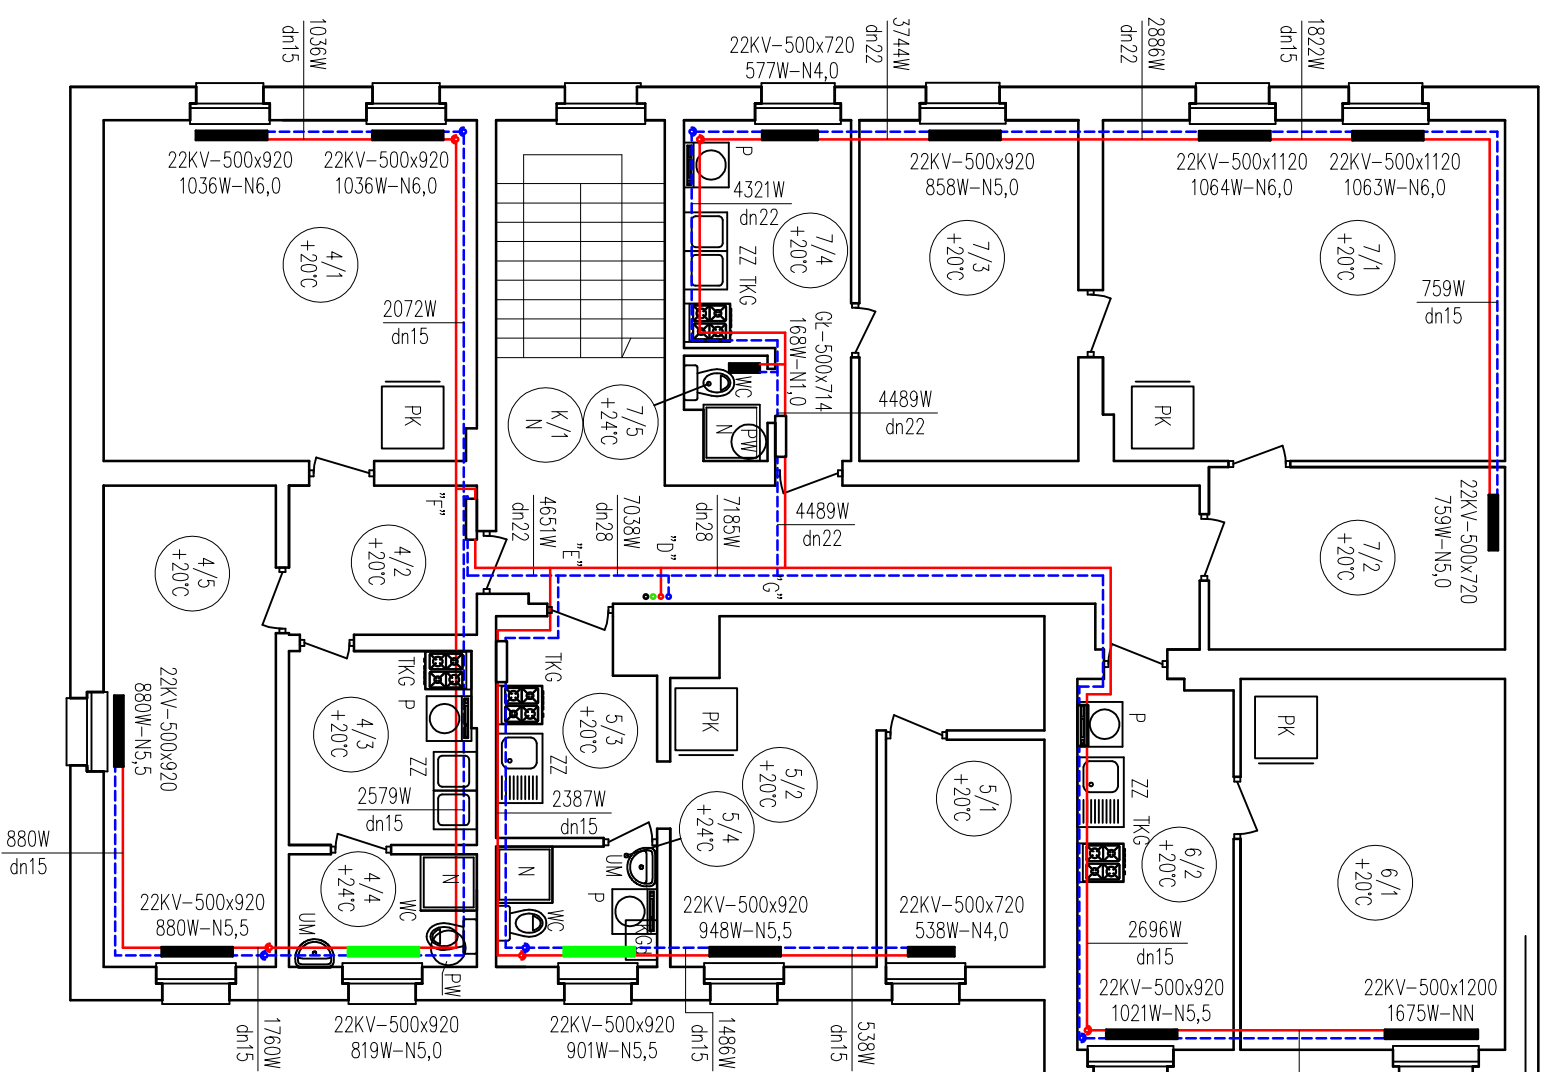 1036W
dn15
22KV-500x720
577W-N4,0
3744W
dn22
2886W
dn22
1822W
dn15
22KV-500x920
1036W-N6,0
22KV-500x920
1036W-N6,0
P
22KV-500x920
858W-N5,0
22KV-500x1120
1064W-N6,0
22KV-500x1120
1063W-N6,0
4321W
dn22
4/1
+20°C
7/4
+20°C
7/3
+20°C
7/1
+20°C
ZZ
TKG
2072W
dn15
759W
dn15
GŁ-500x714
168W-N1,0
WC
PK
K/1
N
7/5
+24°C
N
PW
4489W
dn22
PK
"F"
4651W
dn22
7038W
dn28
7185W
dn28
4489W
dn22
22KV-500x720
759W-N5,0
"E"
"D"
"G"
4/5
+20°C
4/2
+20°C
7/2
+20°C
22KV-500x920
880W-N5,5
TKG
P
TKG
4/3
+20°C
5/3
+20°C
PK
P
PK
ZZ
ZZ
5/2
+20°C
5/1
+20°C
ZZ
TKG
2579W
dn15
2387W
dn15
5/4
+24°C
880W
dn15
6/2
+20°C
6/1
+20°C
4/4
+24°C
N
N
UM
P
WC
WC
UM
KG
22KV-500x920
880W-N5,5
22KV-500x920
948W-N5,5
22KV-500x720
538W-N4,0
2696W
dn15
PW
22KV-500x920
1021W-N5,5
22KV-500x1200
1675W-NN
1760W
dn15
22KV-500x920
819W-N5,0
22KV-500x920
901W-N5,5
1486W
dn15
538W
dn15